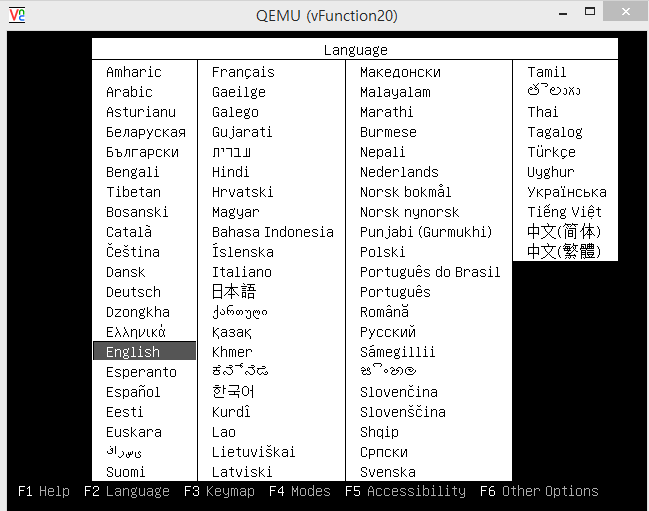 QEMU (vFunction20)
Language
Amharic
Arabic
Asturianu
Беларуская
Български
Bengali
Tibetan
Bosanski
Català
Čeština
Dansk
Deutsch
Dzongkha
Ελληνικά
English
Esperanto
Español
Eesti
Euskara
Suomi
Français
Gaeilge
Galego
Gujarati
עברית
Hindi
Hrvatski
Magyar
Bahasa Indonesia
Íslenska
Italiano
日本語
ქართული
Қазақ
Khmer
ಕನ್ನಡ
한국어
Kurdî
Lao
Lietuviškai
Latviski
Македонски
Malayalam
Marathi
Burmese
Nepali
Nederlands
Norsk bokmål
Norsk nynorsk
Punjabi (Gurmukhi)
Polski
Português do Brasil
Português
Română
Русский
Sámegillii
Slovenčina
Slovenščina
Shqip
Српски
Svenska
Tamil
Thai
Tagalog
Türkçe
Uyghur
Українська
Tiếng Việt
中文(简体)
中文(繁體)
F1 Help F2 Language F3 Keymap F4 Modes F5 Accessibility F6 Other Options